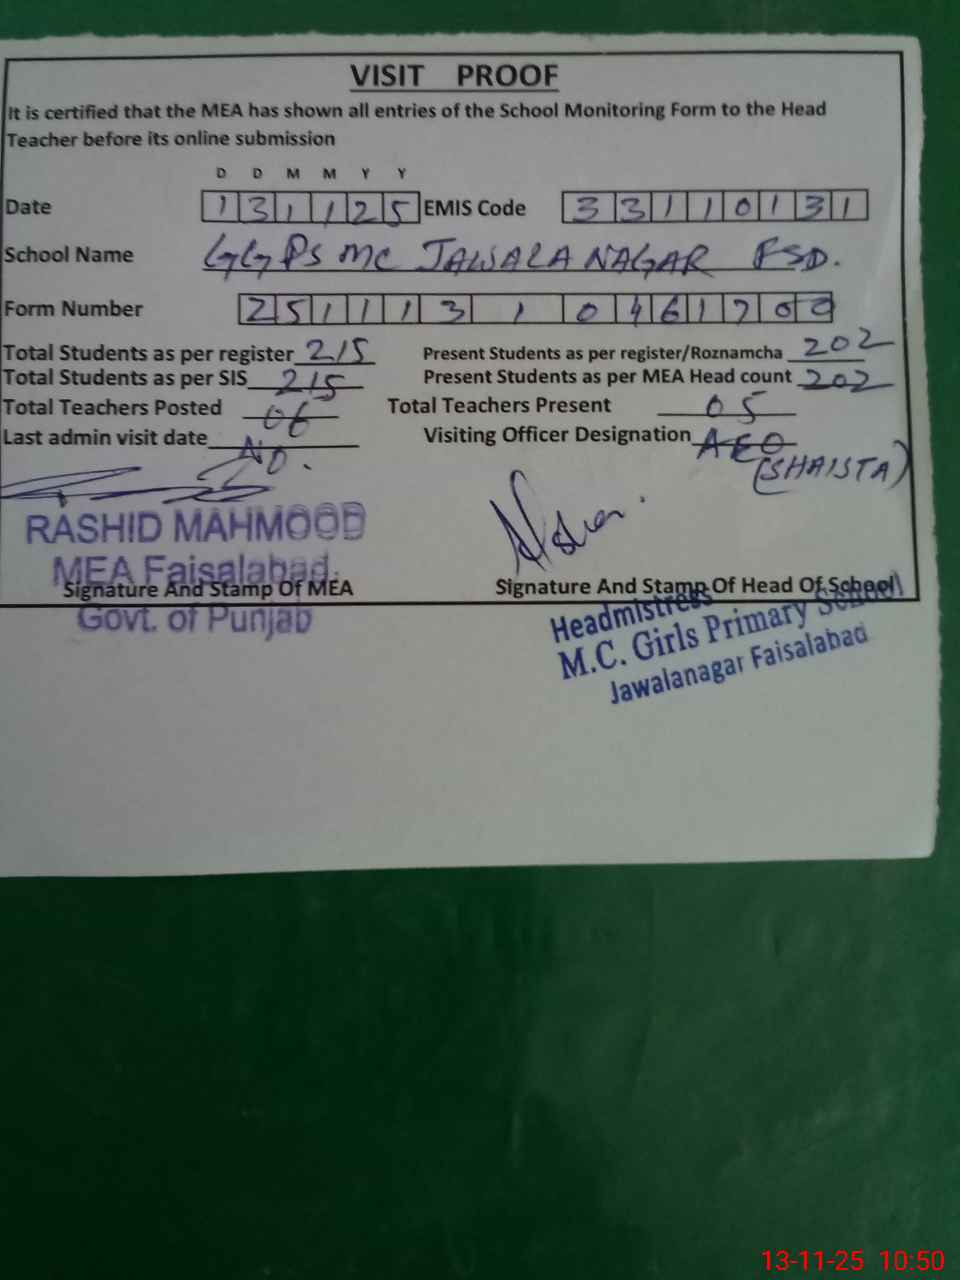 VISIT PROOF
It is certified that the MEA has shown all entries of the School Monitoring Form to the Head
Teacher before its online submission
D D M M Y Y
Date 1 3 1 1 2 5 EMIS Code 3 3 1 1 0 1 3 1
School Name GGPS MC JAWALA NAGAR FSD.
Form Number 2 5 1 1 1 3 1 0 4 6 1 7 0 0
Total Students as per register 215 Present Students as per register/Roznamcha 202
Total Students as per SIS 215 Present Students as per MEA Head count 202
Total Teachers Posted 06 Total Teachers Present 05
Last admin visit date NO. Visiting Officer Designation AEO
(SHAISTA)
RASHID MAHMOOD
MEA Faisalabad.
Signature And Stamp Of MEA Signature And Stamp Of Head Of School
Govt. of Punjab
Headmistress
M.C. Girls Primary School
Jawalanagar Faisalabad
13-11-25 10:50